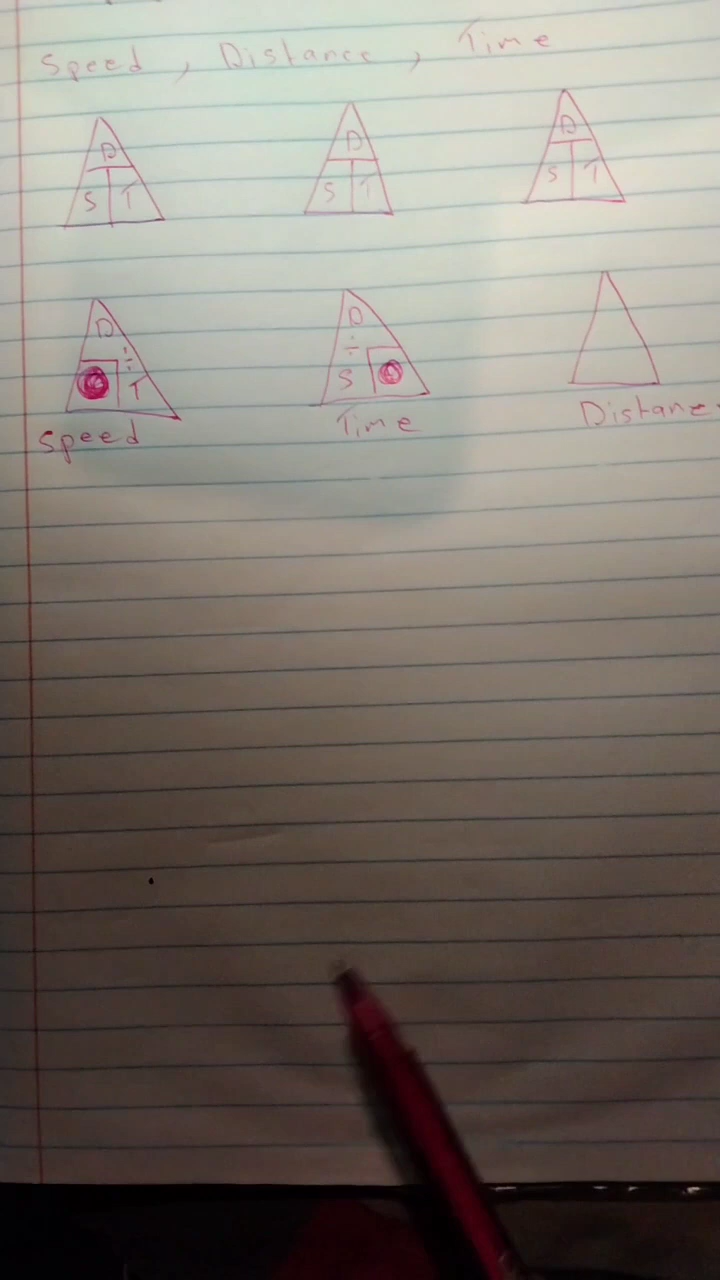 Speed, Distance, Time
D D D
S T S T S T
D D
÷ ÷
T S
Speed Time Distance